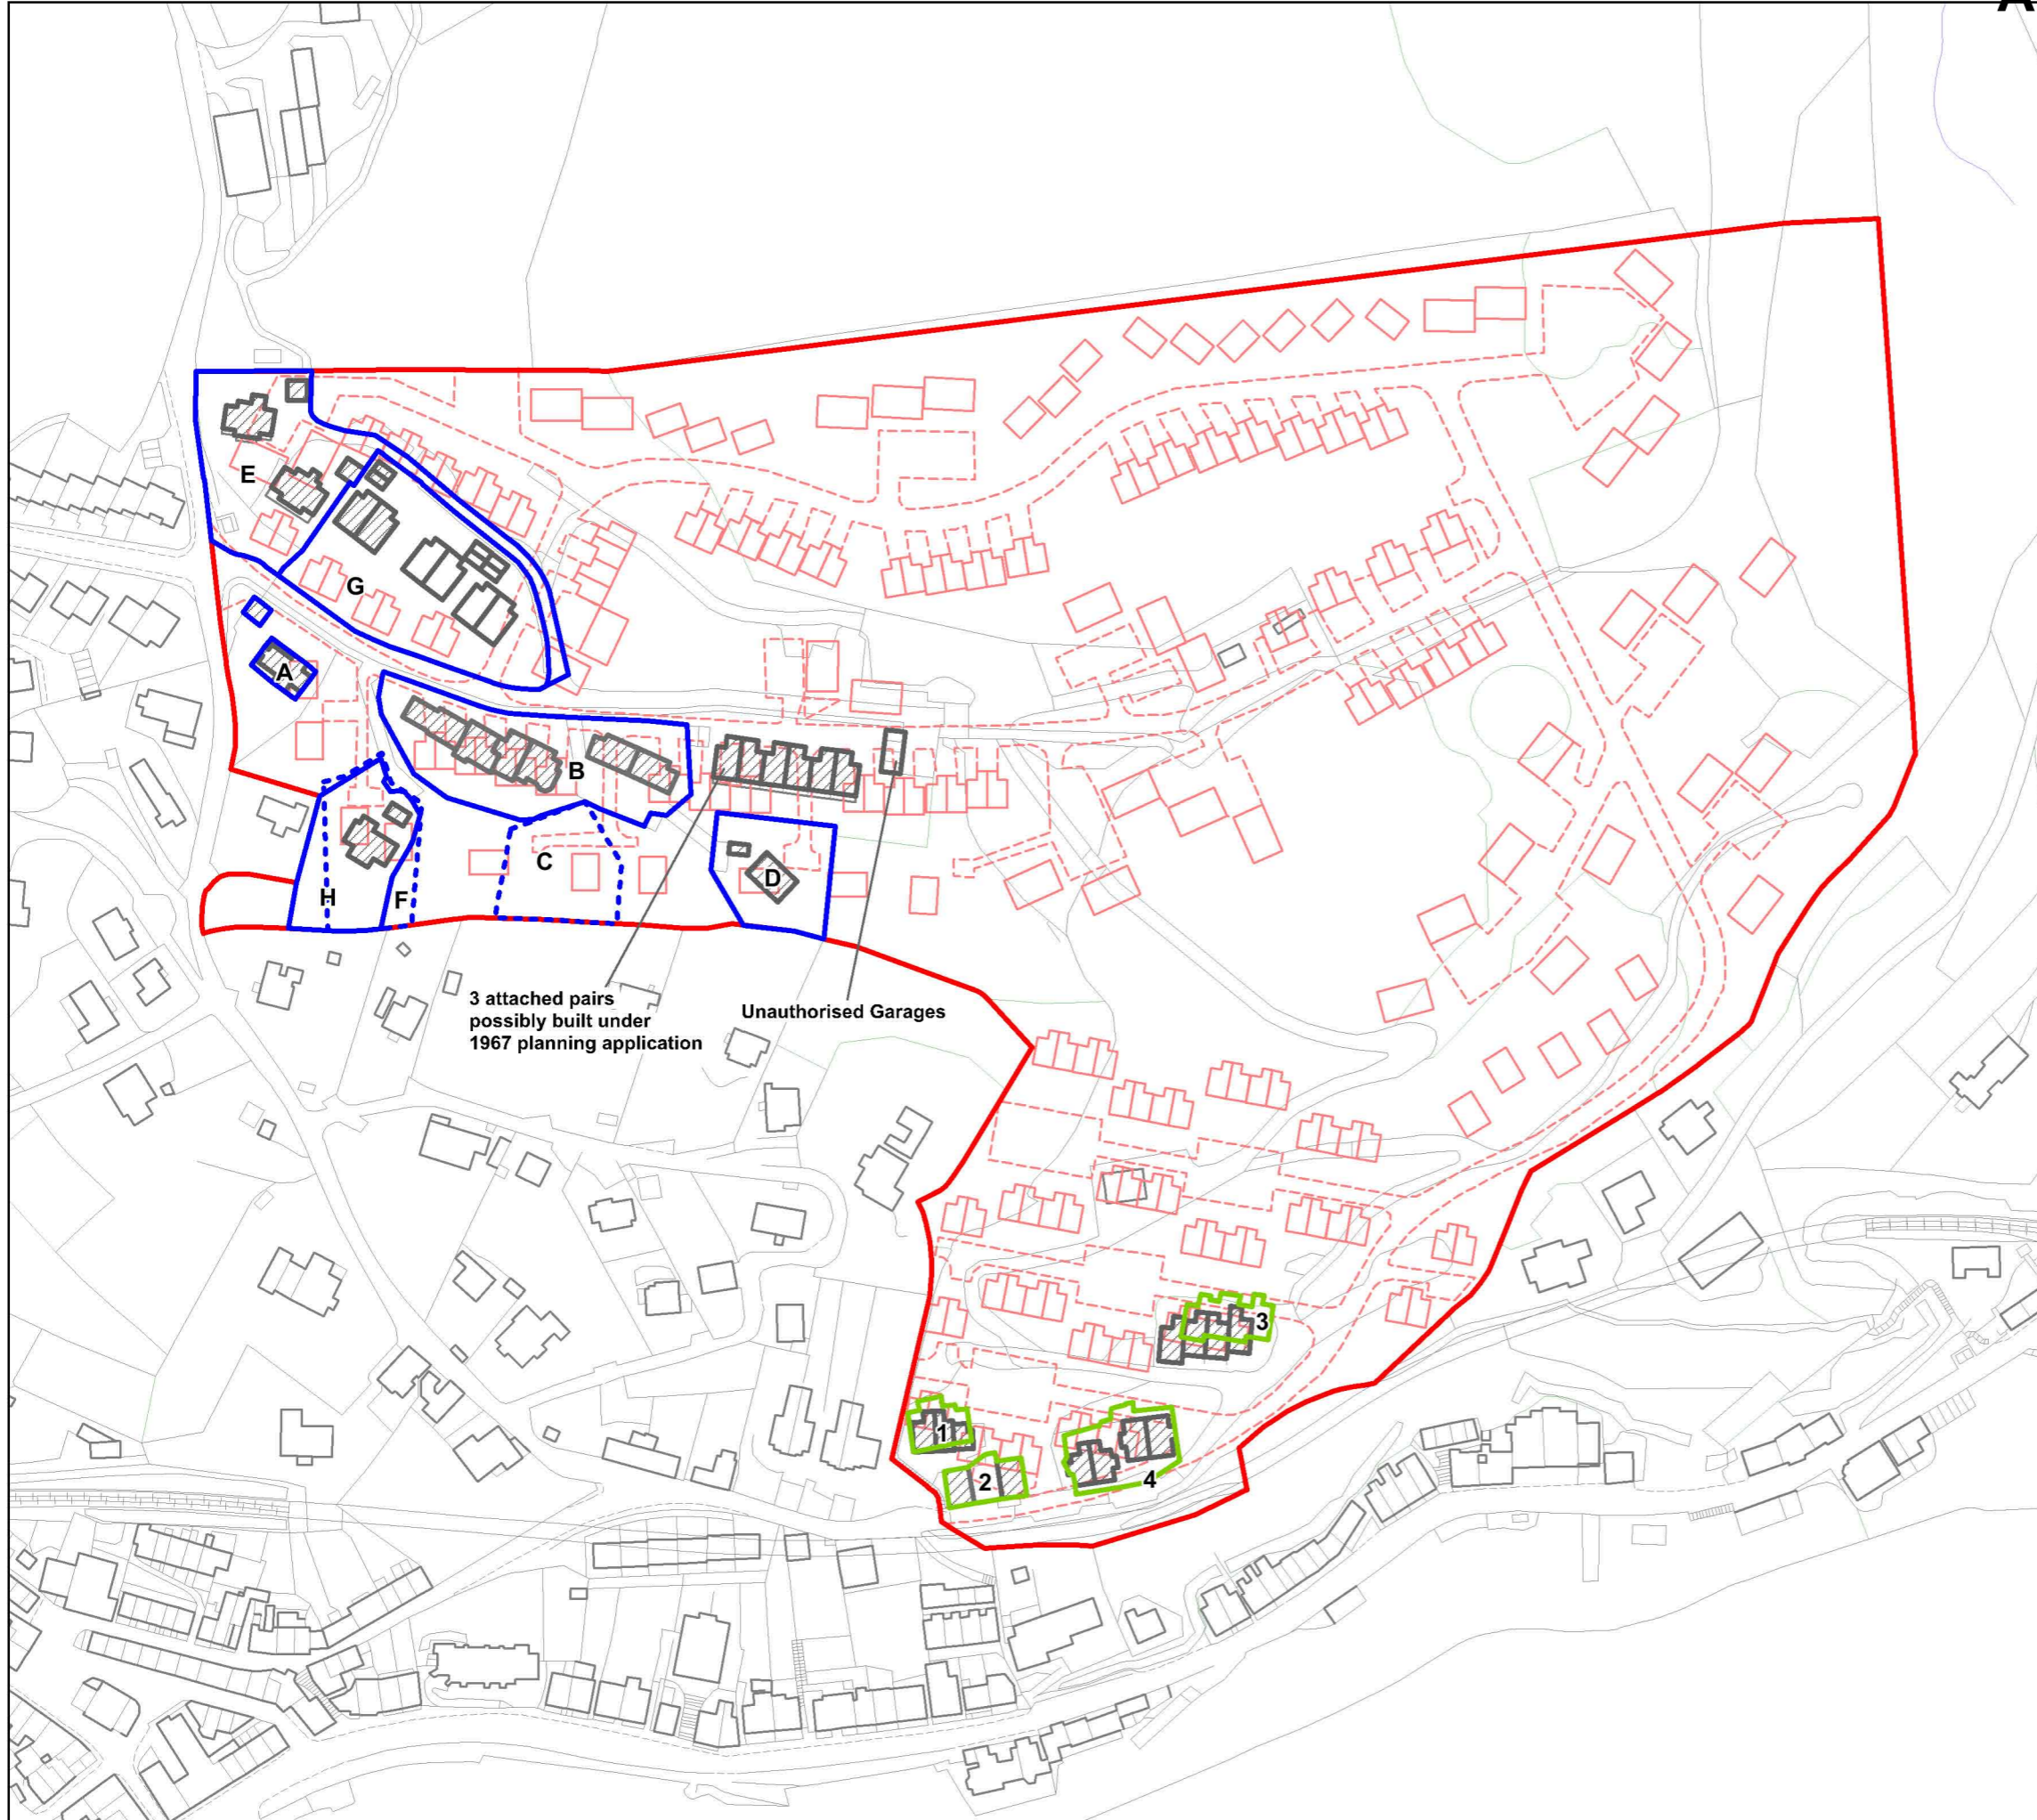 A
E
G
A
B
C
D
H
F
3 attached pairs
possibly built under
1967 planning application
Unauthorised Garages
3
1
2
4